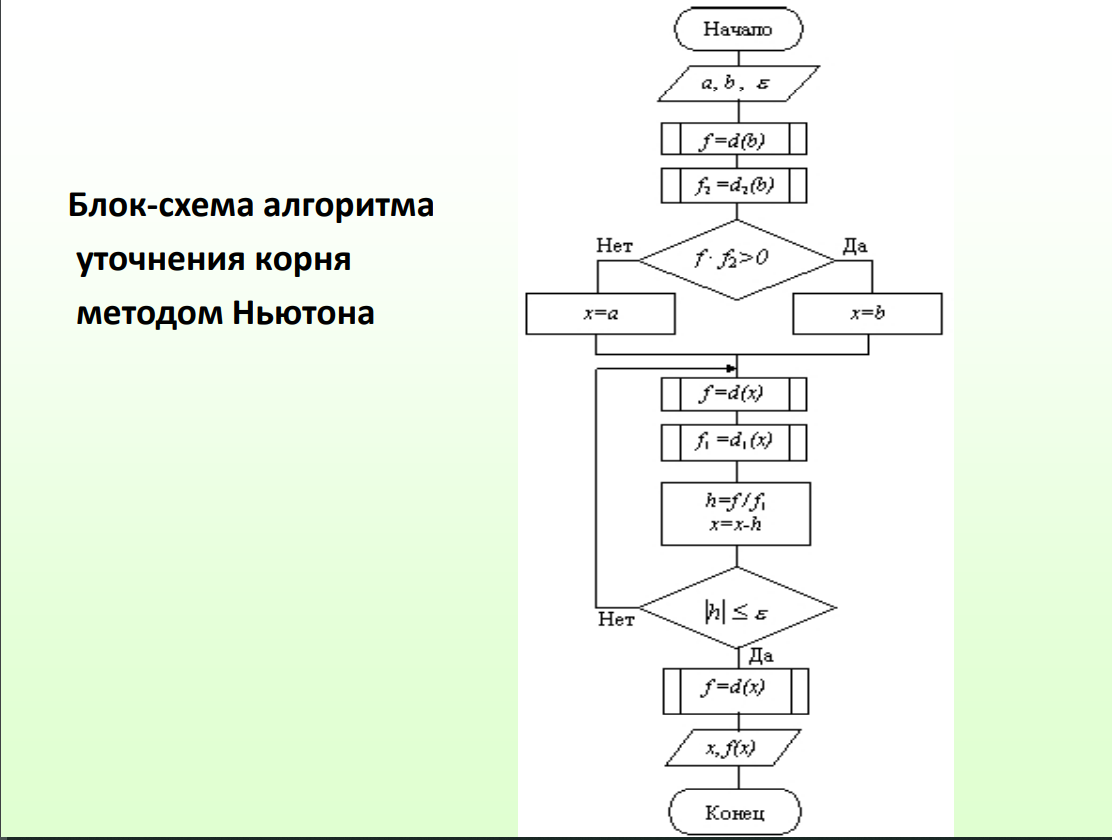 Блок-схема алгоритма
уточнения корня
методом Ньютона
Начало
a, b , ε
f=d(b)
f₂ =d₂(b)
Нет
f · f₂>0
Да
x=a
x=b
f=d(x)
f₁ =d₁(x)
h=f/f₁
x=x-h
|h| ≤ ε
Нет
Да
f=d(x)
x, f(x)
Конец